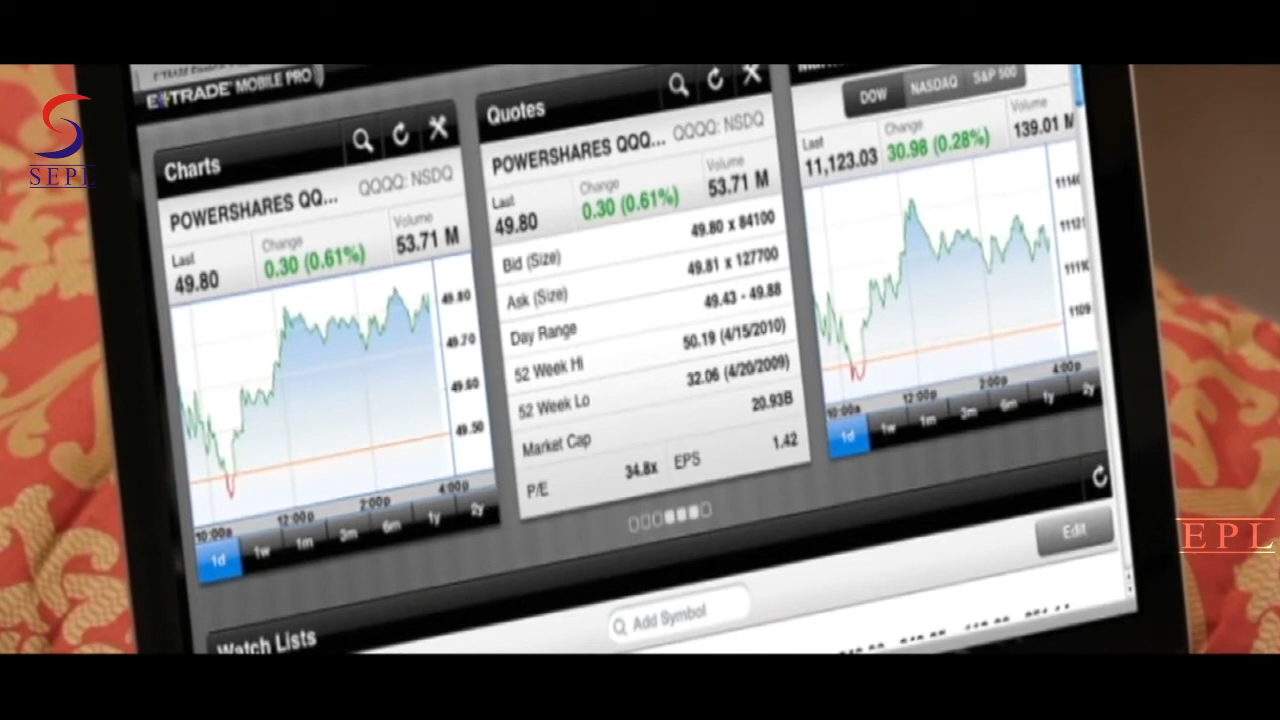 E*TRADE MOBILE PRO
SEPL
Charts
POWERSHARES QQ...
QQQQ: NSDQ
Last
49.80
Change
0.30 (0.61%)
Volume
53.71 M
49.80
49.70
49.60
49.50
10:00a 12:00p 2:00p 4:00p
1d 1w 1m 3m 6m 1y 2y
Quotes
POWERSHARES QQQ...
QQQQ: NSDQ
Last
49.80
Change
0.30 (0.61%)
Volume
53.71 M
Bid (Size) 49.80 x 84100
Ask (Size) 49.81 x 127700
Day Range 49.43 - 49.88
52 Week Hi 50.19 (4/15/2010)
52 Week Lo 32.06 (4/20/2009)
Market Cap 20.93B
P/E 34.8x EPS 1.42
DOW NASDAQ S&P 500
Last
11,123.03
Change
30.98 (0.28%)
Volume
139.01 M
10:00a 12:00p 2:00p 4:00p
1d 1w 1m 3m 6m 1y 2y
EPL
Edit
Add Symbol
Watch Lists